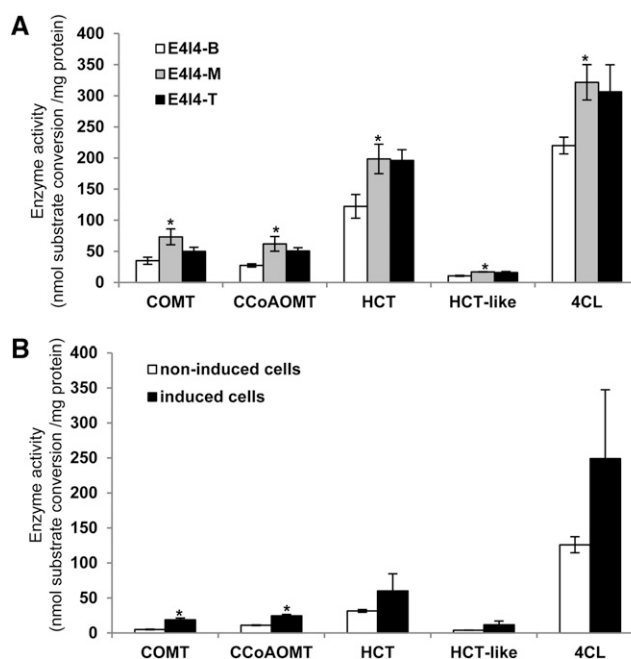 A
Enzyme activity
(nmol substrate conversion /mg protein)
400
350
300
250
200
150
100
50
0
E4I4-B
E4I4-M
E4I4-T
*
*
*
*
*
COMT
CCoAOMT
HCT
HCT-like
4CL
B
Enzyme activity
(nmol substrate conversion /mg protein)
400
350
300
250
200
150
100
50
0
non-induced cells
induced cells
*
*
COMT
CCoAOMT
HCT
HCT-like
4CL